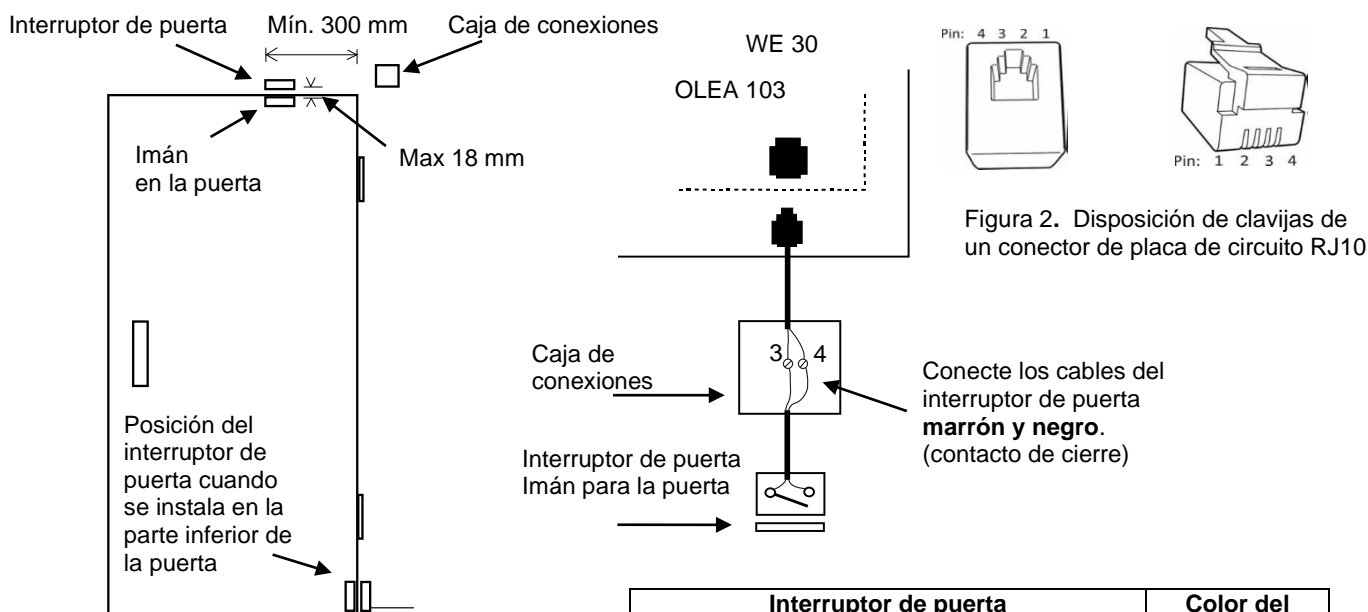 Interruptor de puerta
Mín. 300 mm
Caja de conexiones
Imán
en la puerta
Max 18 mm
Posición del
interruptor de
puerta cuando
se instala en la
parte inferior de
la puerta
WE 30
OLEA 103
Pin: 4 3 2 1
Pin: 1 2 3 4
Figura 2. Disposición de clavijas de
un conector de placa de circuito RJ10
Caja de
conexiones
3 4
Conecte los cables del
interruptor de puerta
marrón y negro.
(contacto de cierre)
Interruptor de puerta
Imán para la puerta
Interruptor de puerta
Color del